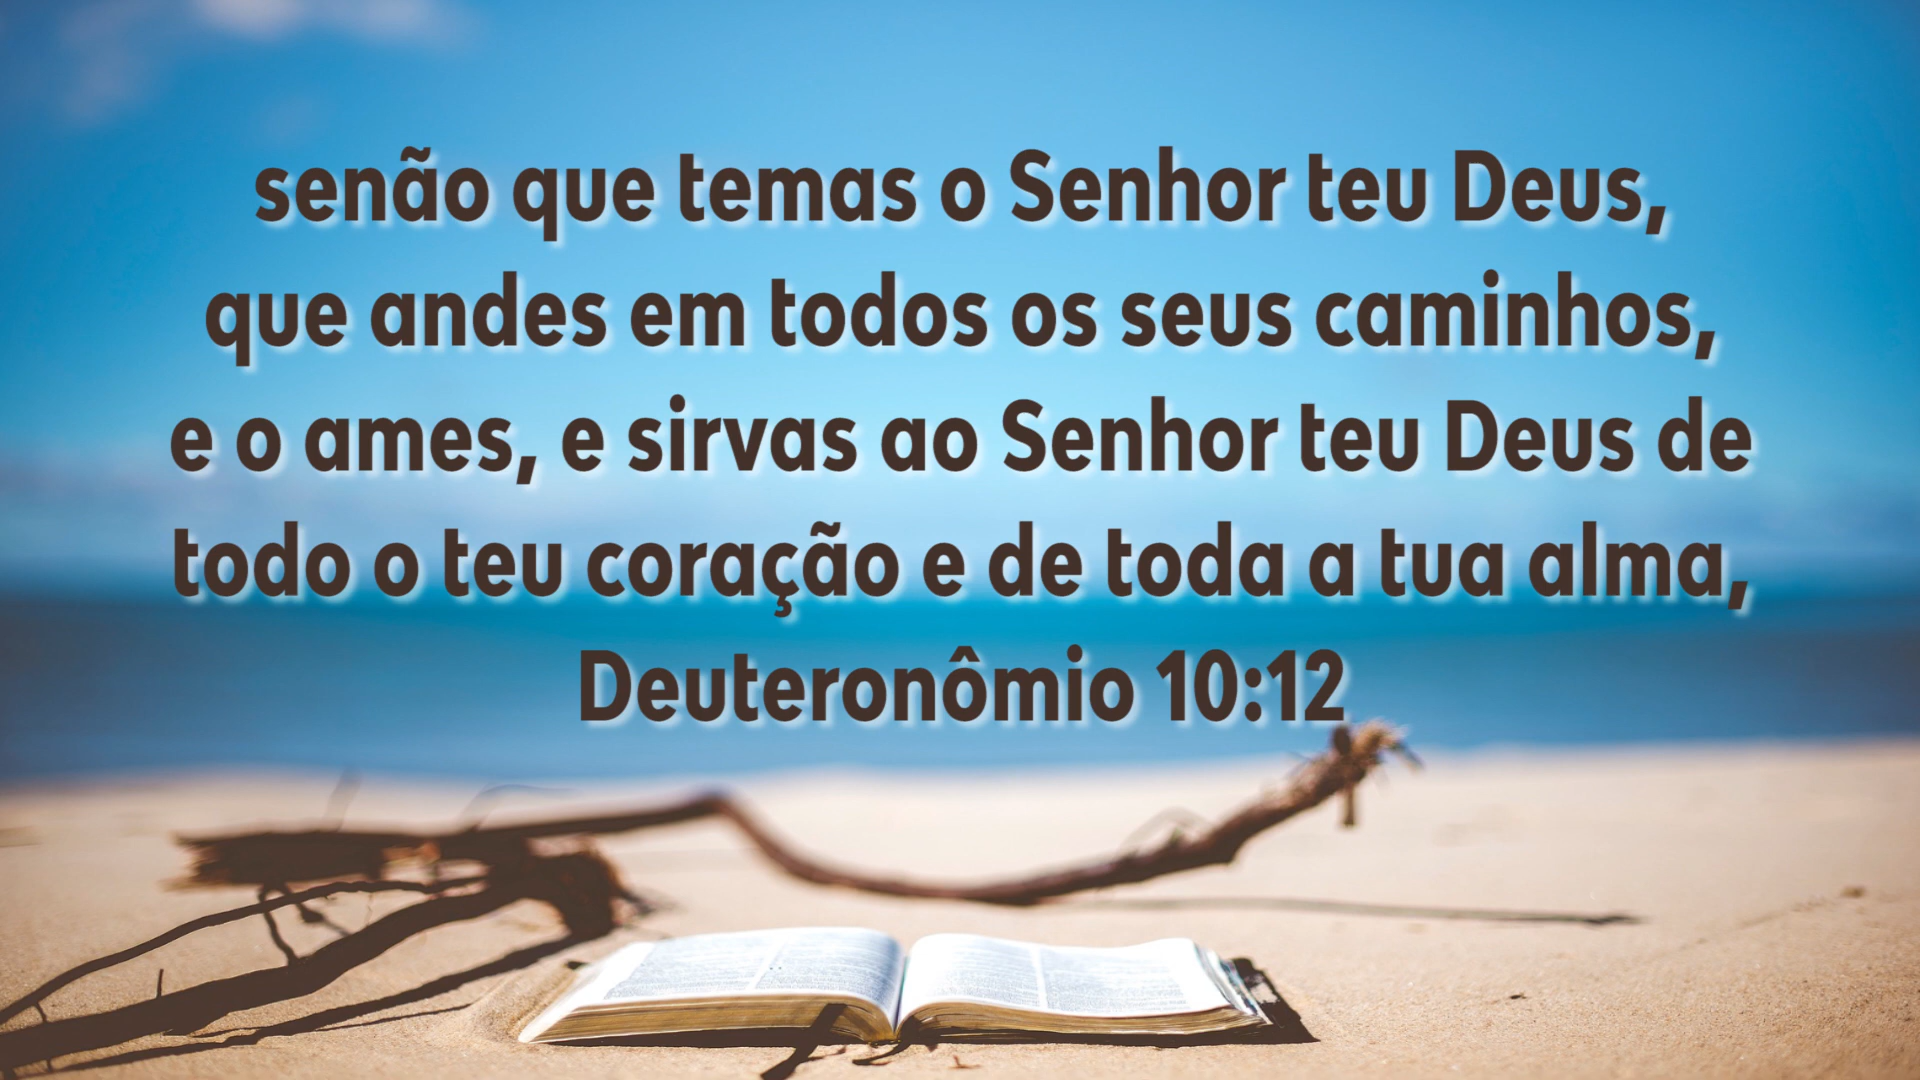 senão que temas o Senhor teu Deus,
que andes em todos os seus caminhos,
e o ames, e sirvas ao Senhor teu Deus de
todo o teu coração e de toda a tua alma,
Deuteronômio 10:12